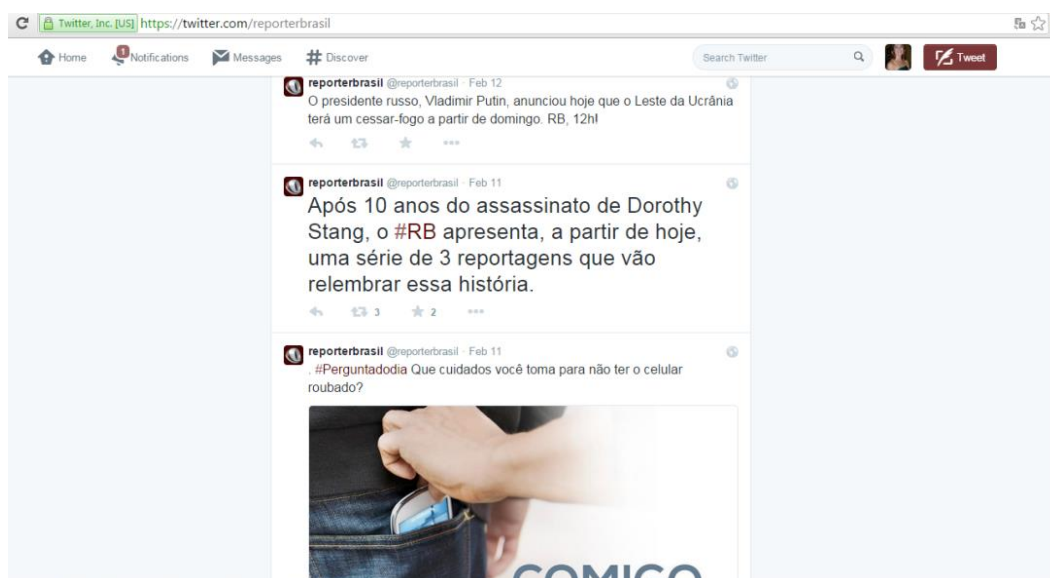 Twitter, Inc. [US] https://twitter.com/reporterbrasil
Home 1 Notifications Messages Discover Search Twitter Tweet
reporterbrasil @reporterbrasil · Feb 12
O presidente russo, Vladimir Putin, anunciou hoje que o Leste da Ucrânia
terá um cessar-fogo a partir de domingo. RB, 12h!
reporterbrasil @reporterbrasil · Feb 11
Após 10 anos do assassinato de Dorothy
Stang, o #RB apresenta, a partir de hoje,
uma série de 3 reportagens que vão
relembrar essa história.
3 2
reporterbrasil @reporterbrasil · Feb 11
. #Perguntadodia Que cuidados você toma para não ter o celular
roubado?
COMIGO